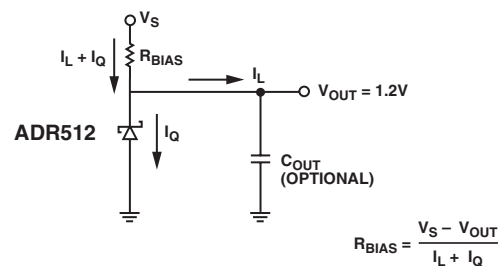 V_S
I_L + I_Q
R_BIAS
I_L
V_OUT = 1.2V
ADR512
I_Q
C_OUT
(OPTIONAL)
R_BIAS = V_S – V_OUT
I_L + I_Q